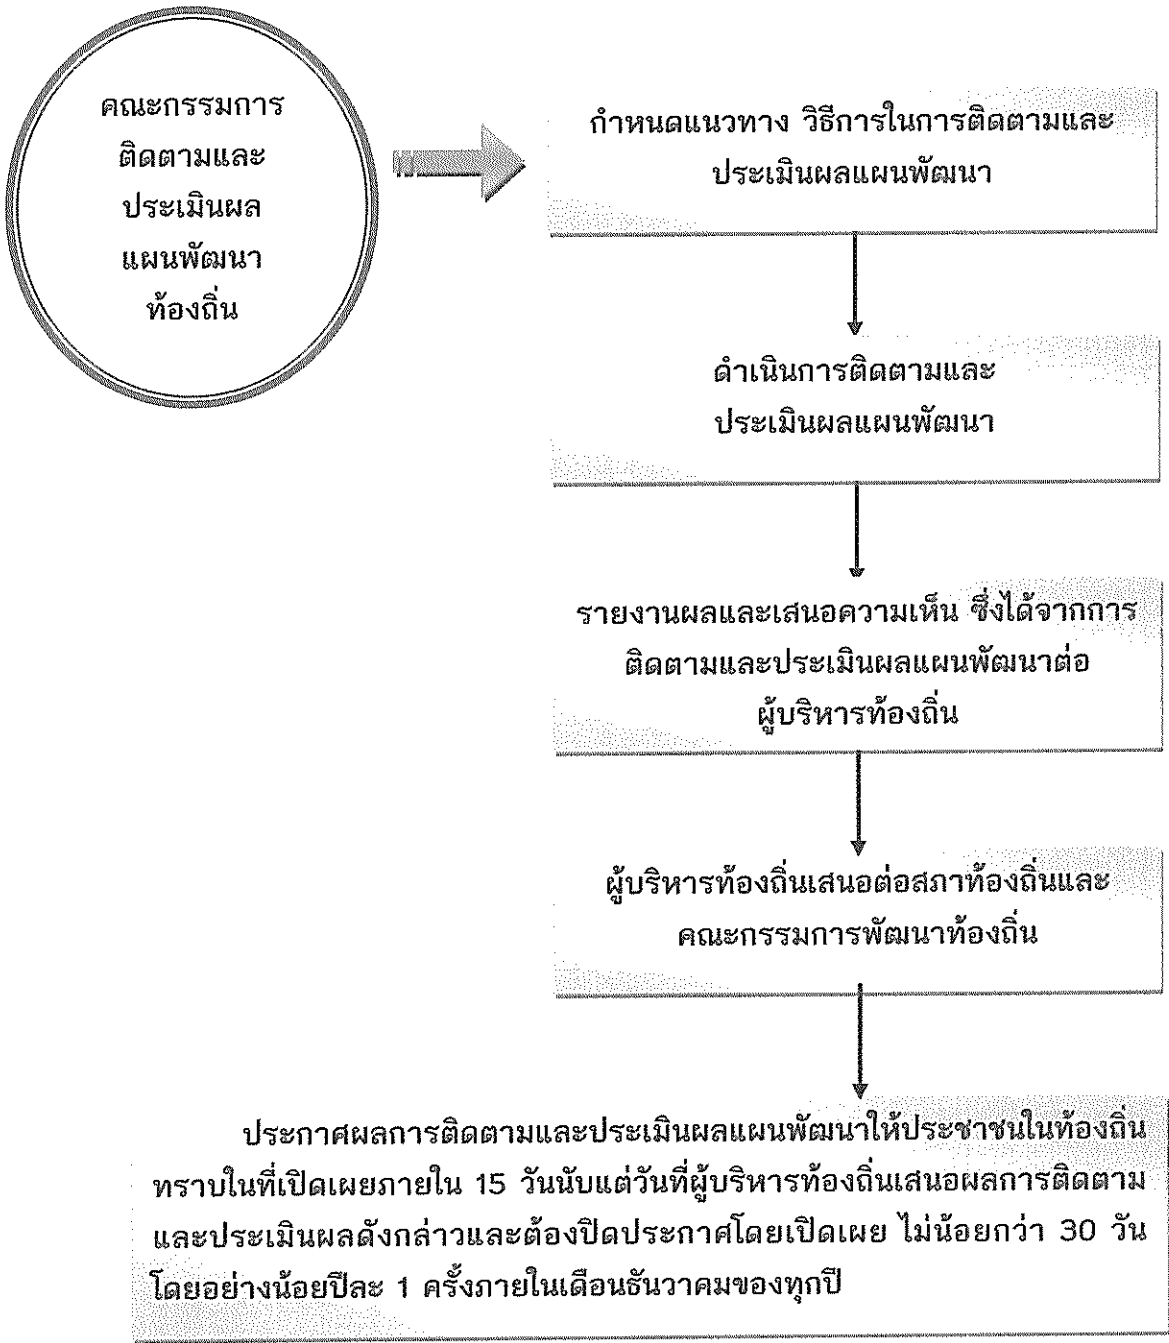 คณะกรรมการ
ติดตามและ
ประเมินผล
แผนพัฒนา
ท้องถิ่น
กำหนดแนวทาง วิธีการในการติดตามและ
ประเมินผลแผนพัฒนา
ดำเนินการติดตามและ
ประเมินผลแผนพัฒนา
รายงานผลและเสนอความเห็น ซึ่งได้จากการ
ติดตามและประเมินผลแผนพัฒนาต่อ
ผู้บริหารท้องถิ่น
ผู้บริหารท้องถิ่นเสนอต่อสภาท้องถิ่นและ
คณะกรรมการพัฒนาท้องถิ่น
ประกาศผลการติดตามและประเมินผลแผนพัฒนาให้ประชาชนในท้องถิ่น
ทราบในที่เปิดเผยภายใน 15 วันนับแต่วันที่ผู้บริหารท้องถิ่นเสนอผลการติดตาม
และประเมินผลดังกล่าวและต้องปิดประกาศโดยเปิดเผย ไม่น้อยกว่า 30 วัน
โดยอย่างน้อยปีละ 1 ครั้งภายในเดือนธันวาคมของทุกปี